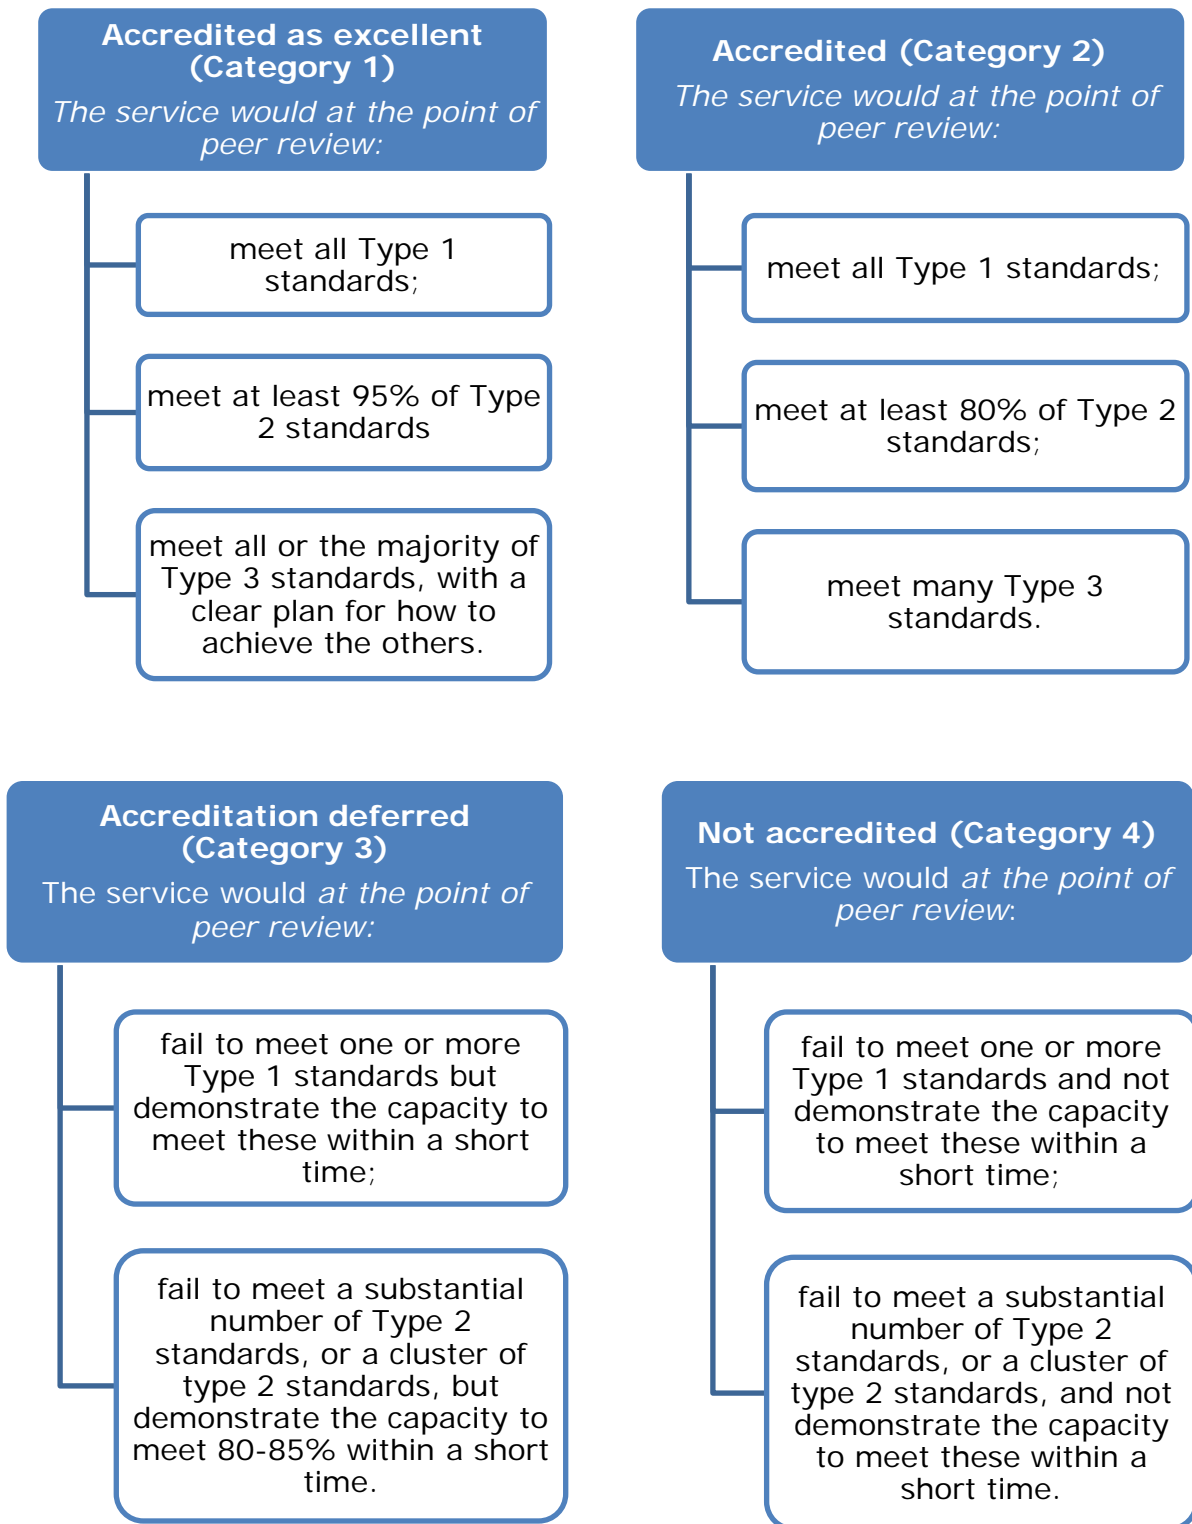 Accredited as excellent
(Category 1)
The service would at the point of
peer review:
meet all Type 1
standards;
meet at least 95% of Type
2 standards
meet all or the majority of
Type 3 standards, with a
clear plan for how to
achieve the others.
Accredited (Category 2)
The service would at the point of
peer review:
meet all Type 1 standards;
meet at least 80% of Type 2
standards;
meet many Type 3
standards.
Accreditation deferred
(Category 3)
The service would at the point of
peer review:
fail to meet one or more
Type 1 standards but
demonstrate the capacity to
meet these within a short
time;
fail to meet a substantial
number of Type 2
standards, or a cluster of
type 2 standards, but
demonstrate the capacity to
meet 80-85% within a short
time.
Not accredited (Category 4)
The service would at the point of
peer review:
fail to meet one or more
Type 1 standards and not
demonstrate the capacity
to meet these within a
short time;
fail to meet a substantial
number of Type 2
standards, or a cluster of
type 2 standards, and not
demonstrate the capacity
to meet these within a
short time.